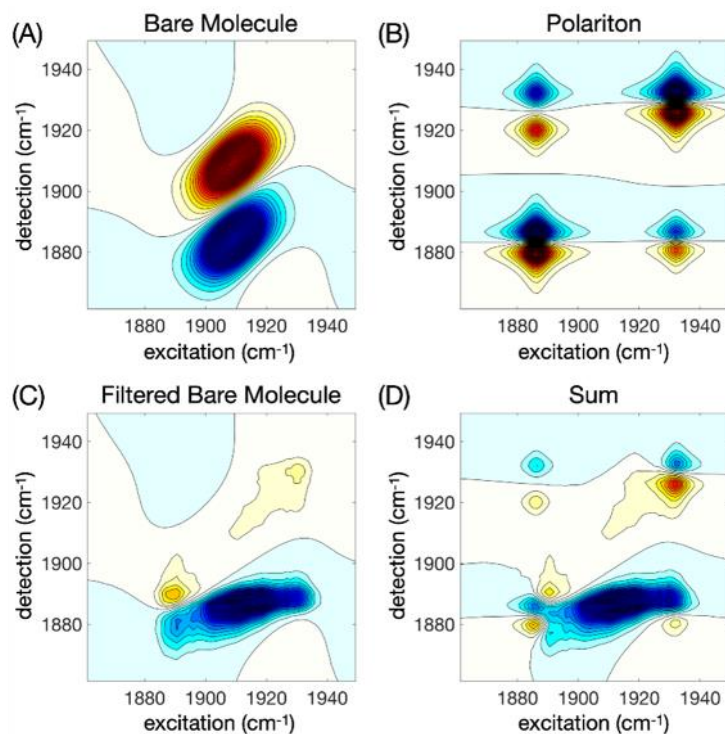 (A) Bare Molecule
(B) Polariton
1940
1920
1900
1880
detection (cm⁻¹)
1880 1900 1920 1940
excitation (cm⁻¹)
1940
1920
1900
1880
detection (cm⁻¹)
1880 1900 1920 1940
excitation (cm⁻¹)
(C) Filtered Bare Molecule
(D) Sum
1940
1920
1900
1880
detection (cm⁻¹)
1880 1900 1920 1940
excitation (cm⁻¹)
1940
1920
1900
1880
detection (cm⁻¹)
1880 1900 1920 1940
excitation (cm⁻¹)